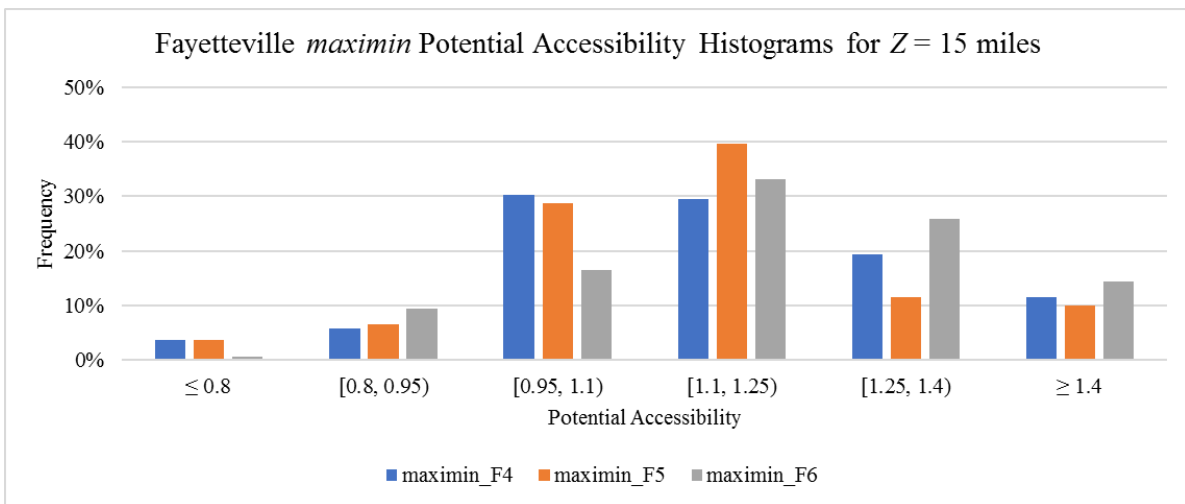 Fayetteville maximin Potential Accessibility Histograms for Z = 15 miles
50%
40%
30%
20%
10%
0%
Frequency
≤ 0.8
[0.8, 0.95)
[0.95, 1.1)
[1.1, 1.25)
[1.25, 1.4)
≥ 1.4
Potential Accessibility
maximin_F4
maximin_F5
maximin_F6